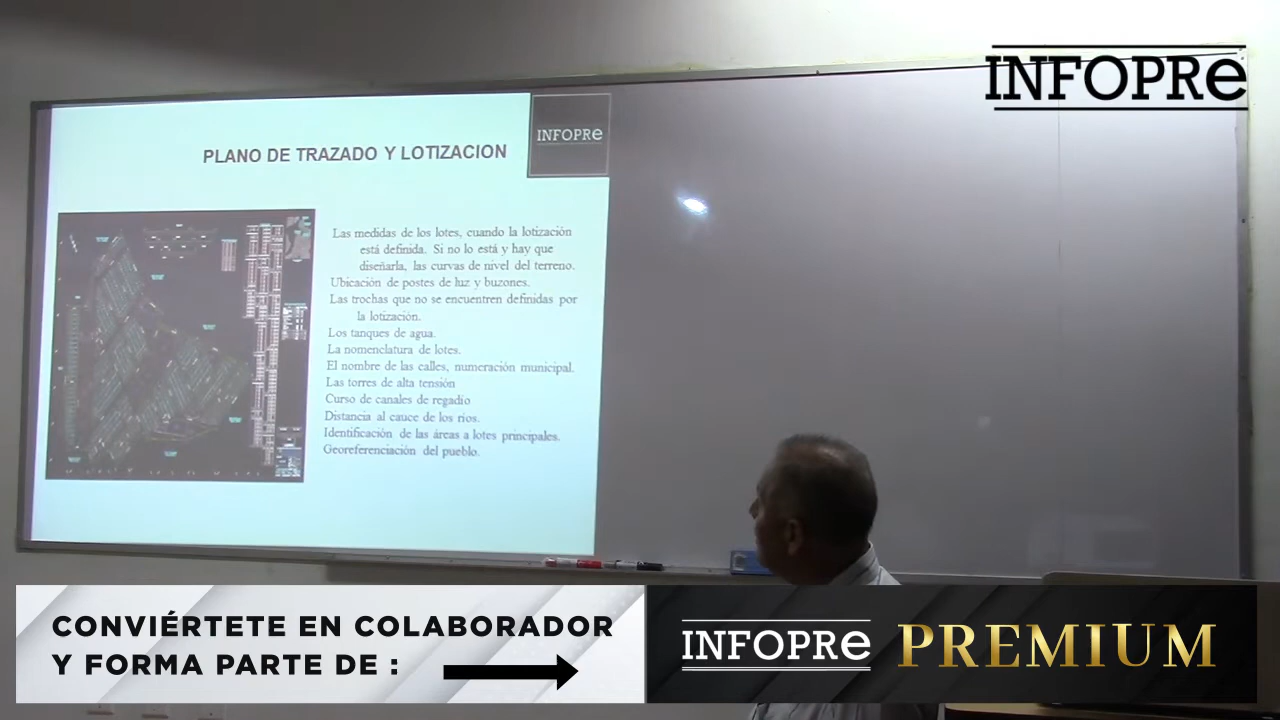 INFOPRe
INFOPRe
PLANO DE TRAZADO Y LOTIZACION
Las medidas de los lotes, cuando la lotización
está definida. Si no lo está y hay que
diseñarla, las curvas de nivel del terreno.
Ubicación de postes de luz y buzones.
Las trochas que no se encuentren definidas por
la lotización.
Los tanques de agua.
La nomenclatura de lotes.
El nombre de las calles, numeración municipal.
Las torres de alta tensión
Curso de canales de regadío
Distancia al cauce de los ríos.
Identificación de las áreas a lotes principales.
Georeferenciación del pueblo.
CONVIÉRTETE EN COLABORADOR
Y FORMA PARTE DE :
INFOPRe PREMIUM